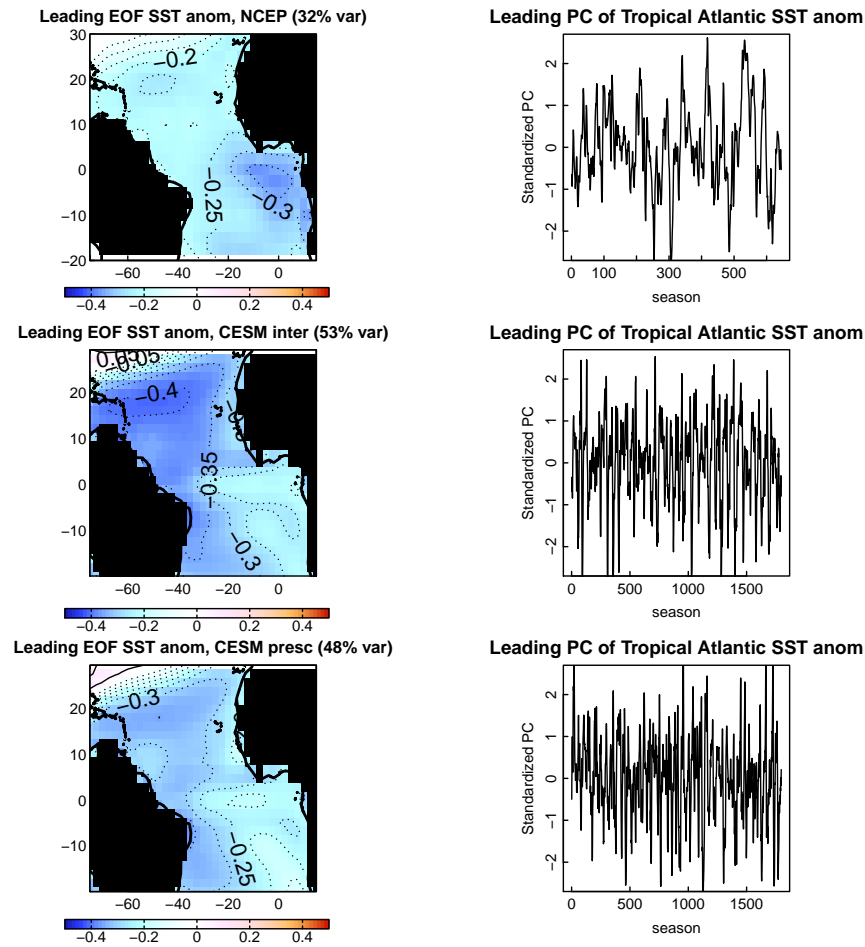 Leading EOF SST anom, NCEP (32% var)
30
20
10
0
−10
−20
−60 −40 −20 0
−0.2
−0.25
−0.3
−0.4 −0.2 0 0.2 0.4
Leading PC of Tropical Atlantic SST anom
Standardized PC
2
1
0
−1
−2
0 100 300 500
season
Leading EOF SST anom, CESM inter (53% var)
20
10
0
−10
−60 −40 −20 0
−0.05
−0.4
−0.35
−0.3
−0.4 −0.2 0 0.2 0.4
Leading PC of Tropical Atlantic SST anom
Standardized PC
2
1
0
−1
−2
0 500 1000 1500
season
Leading EOF SST anom, CESM presc (48% var)
20
10
0
−10
−60 −40 −20 0
−0.3
−0.25
−0.4 −0.2 0 0.2 0.4
Leading PC of Tropical Atlantic SST anom
Standardized PC
2
1
0
−1
−2
0 500 1000 1500
season